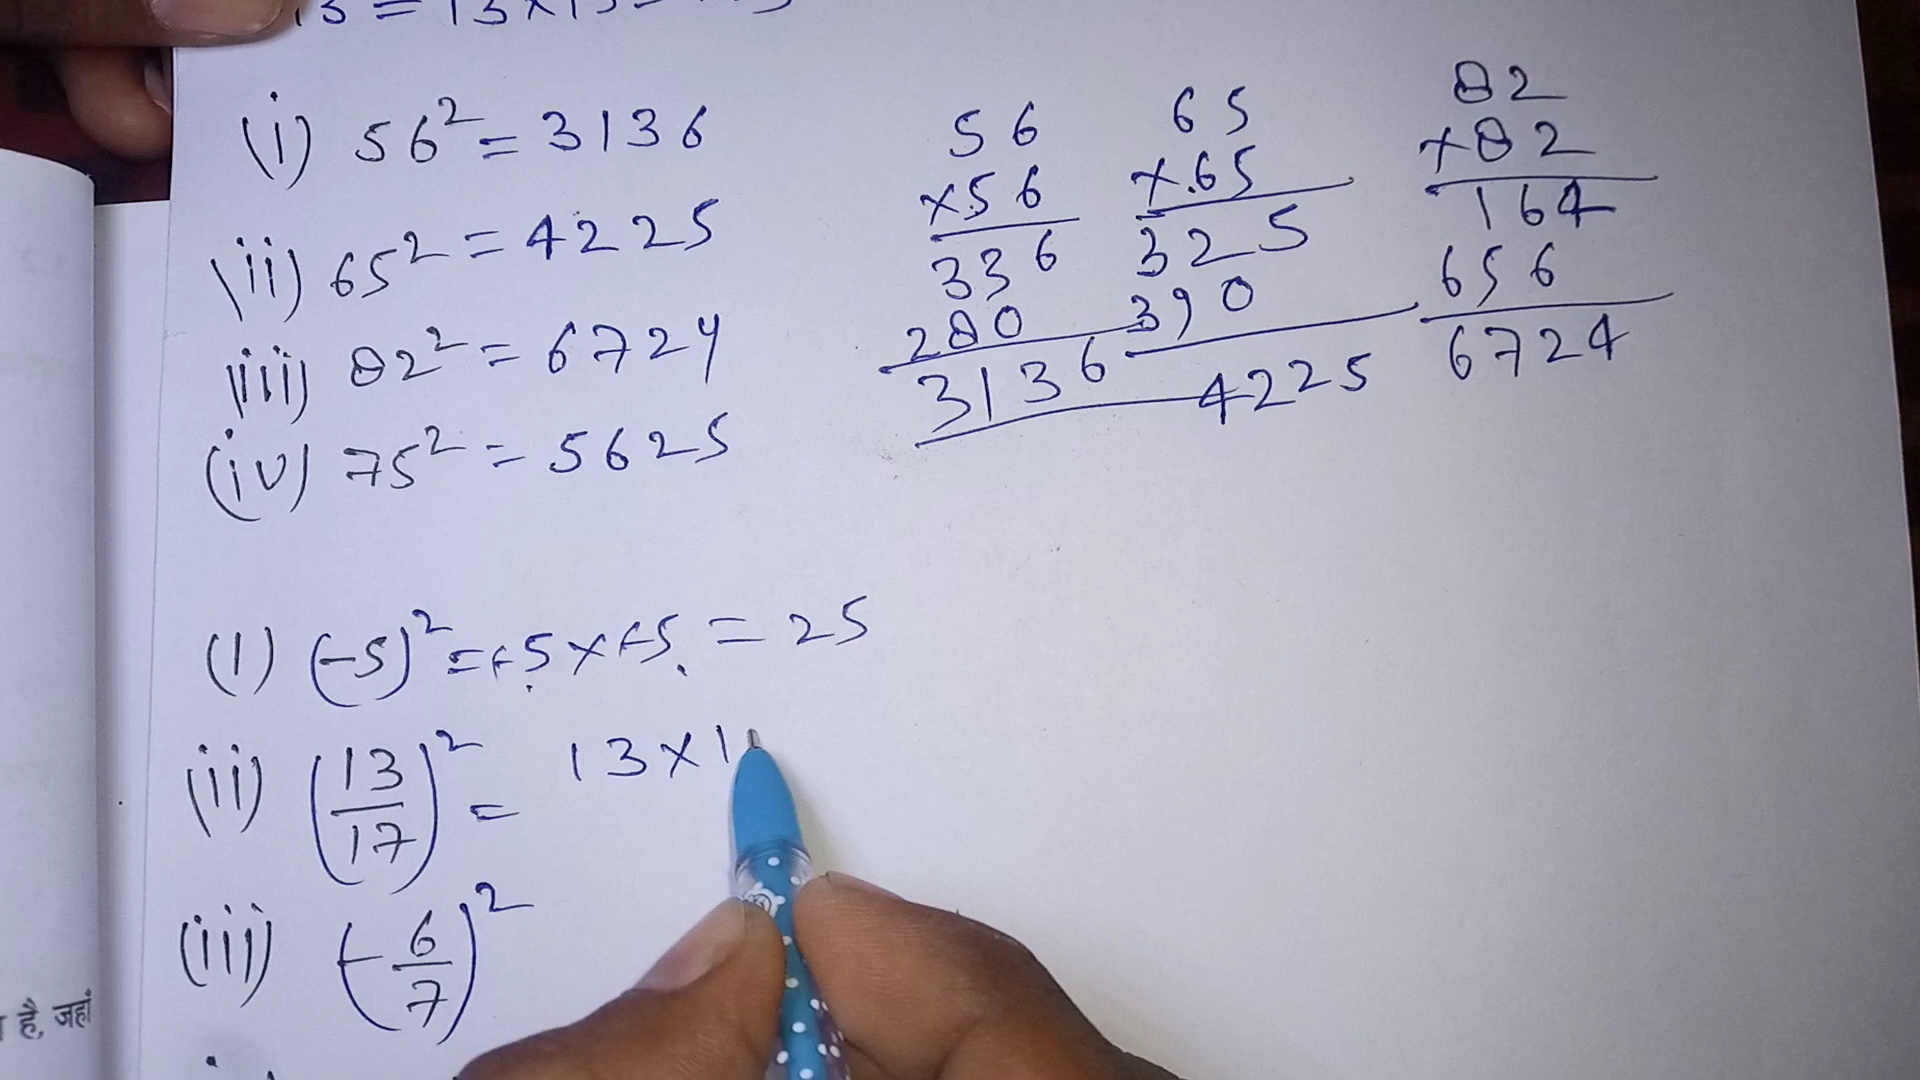 (i) 56² = 3136
(ii) 65² = 4225
(iii) 82² = 6724
(iv) 75² = 5625
56
×56
336
280
3136
65
×65
325
390
4225
82
×82
164
656
6724
(i) (-5)² = -5 × -5 = 25
(ii) (13/17)² = 13×1
(iii) (-6/7)²
है, जहां